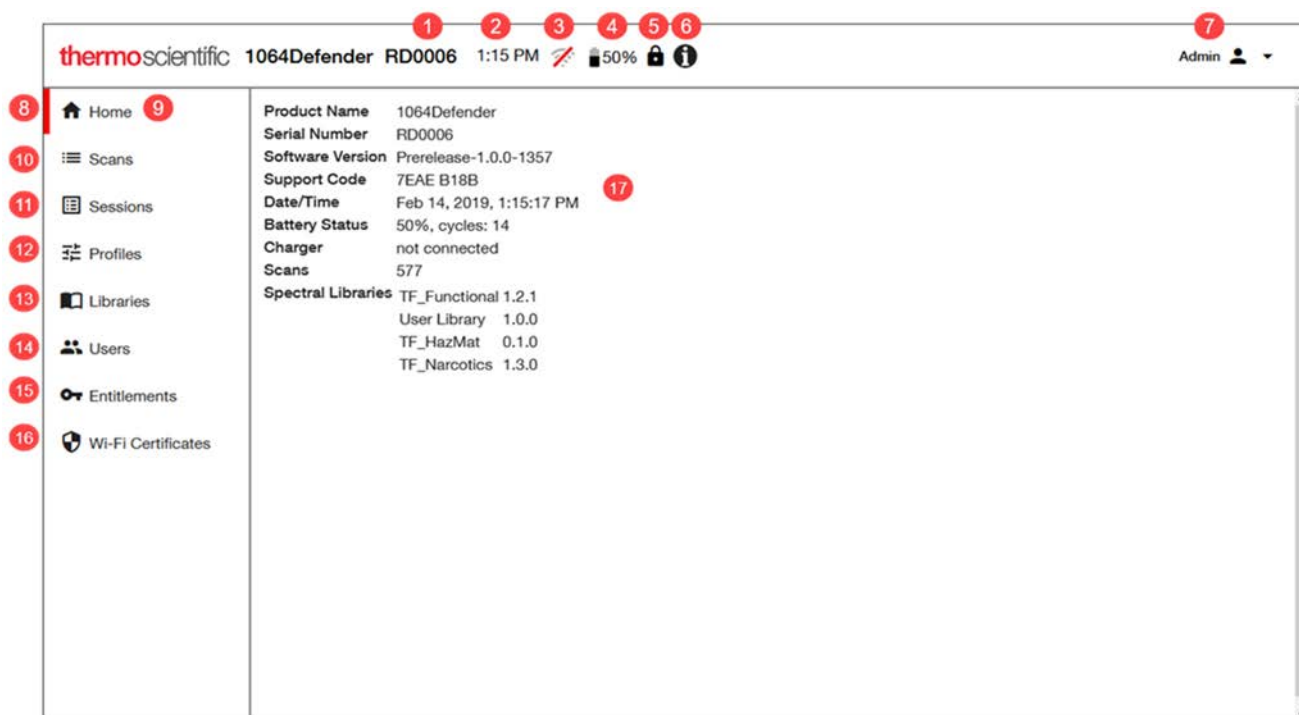 1 2 3 4 5 6 7
thermoscientific 1064Defender RD0006 1:15 PM 50% Admin
8 Home 9
10 Scans
11 Sessions
12 Profiles
13 Libraries
14 Users
15 Entitlements
16 Wi-Fi Certificates
Product Name 1064Defender
Serial Number RD0006
Software Version Prerelease-1.0.0-1357
Support Code 7EAE B18B
17
Date/Time Feb 14, 2019, 1:15:17 PM
Battery Status 50%, cycles: 14
Charger not connected
Scans 577
Spectral Libraries TF_Functional 1.2.1
User Library 1.0.0
TF_HazMat 0.1.0
TF_Narcotics 1.3.0